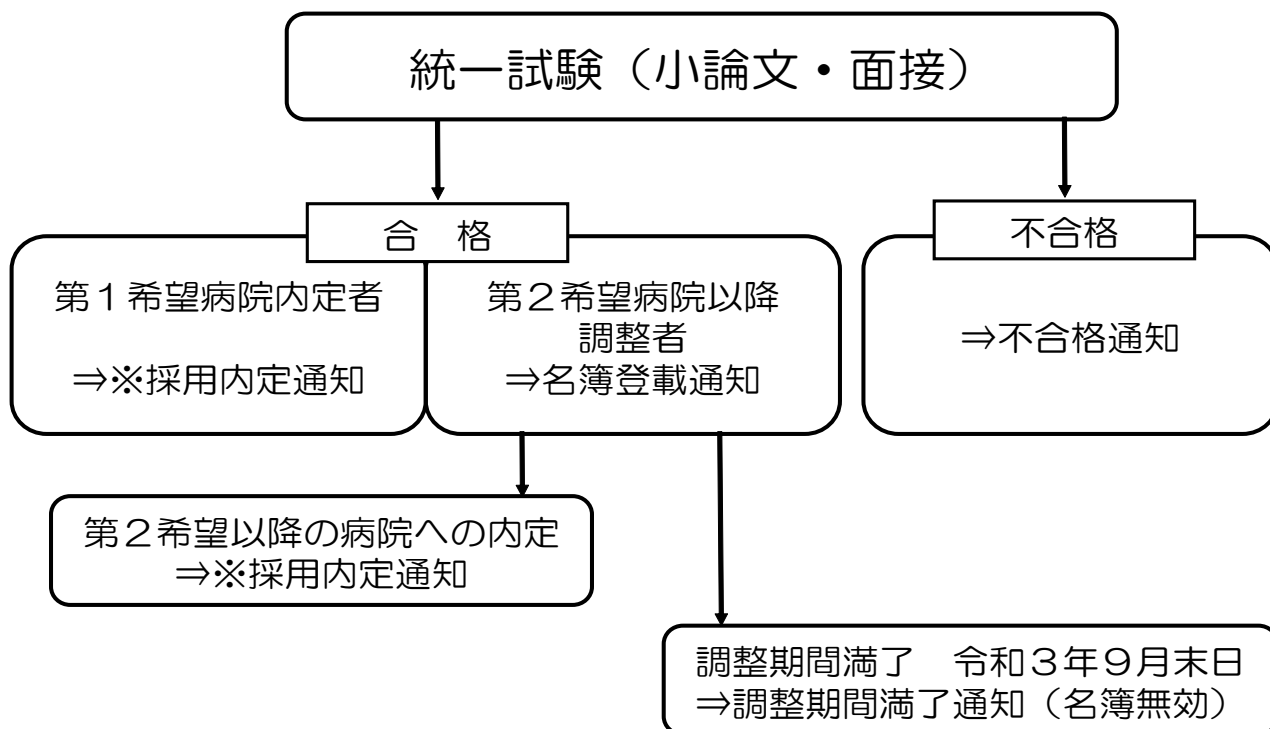 統一試験（小論文・面接）
合　格
不合格
第１希望病院内定者
⇒※採用内定通知
第２希望病院以降
調整者
⇒名簿登載通知
⇒不合格通知
第２希望以降の病院への内定
⇒※採用内定通知
調整期間満了　令和３年９月末日
⇒調整期間満了通知（名簿無効）